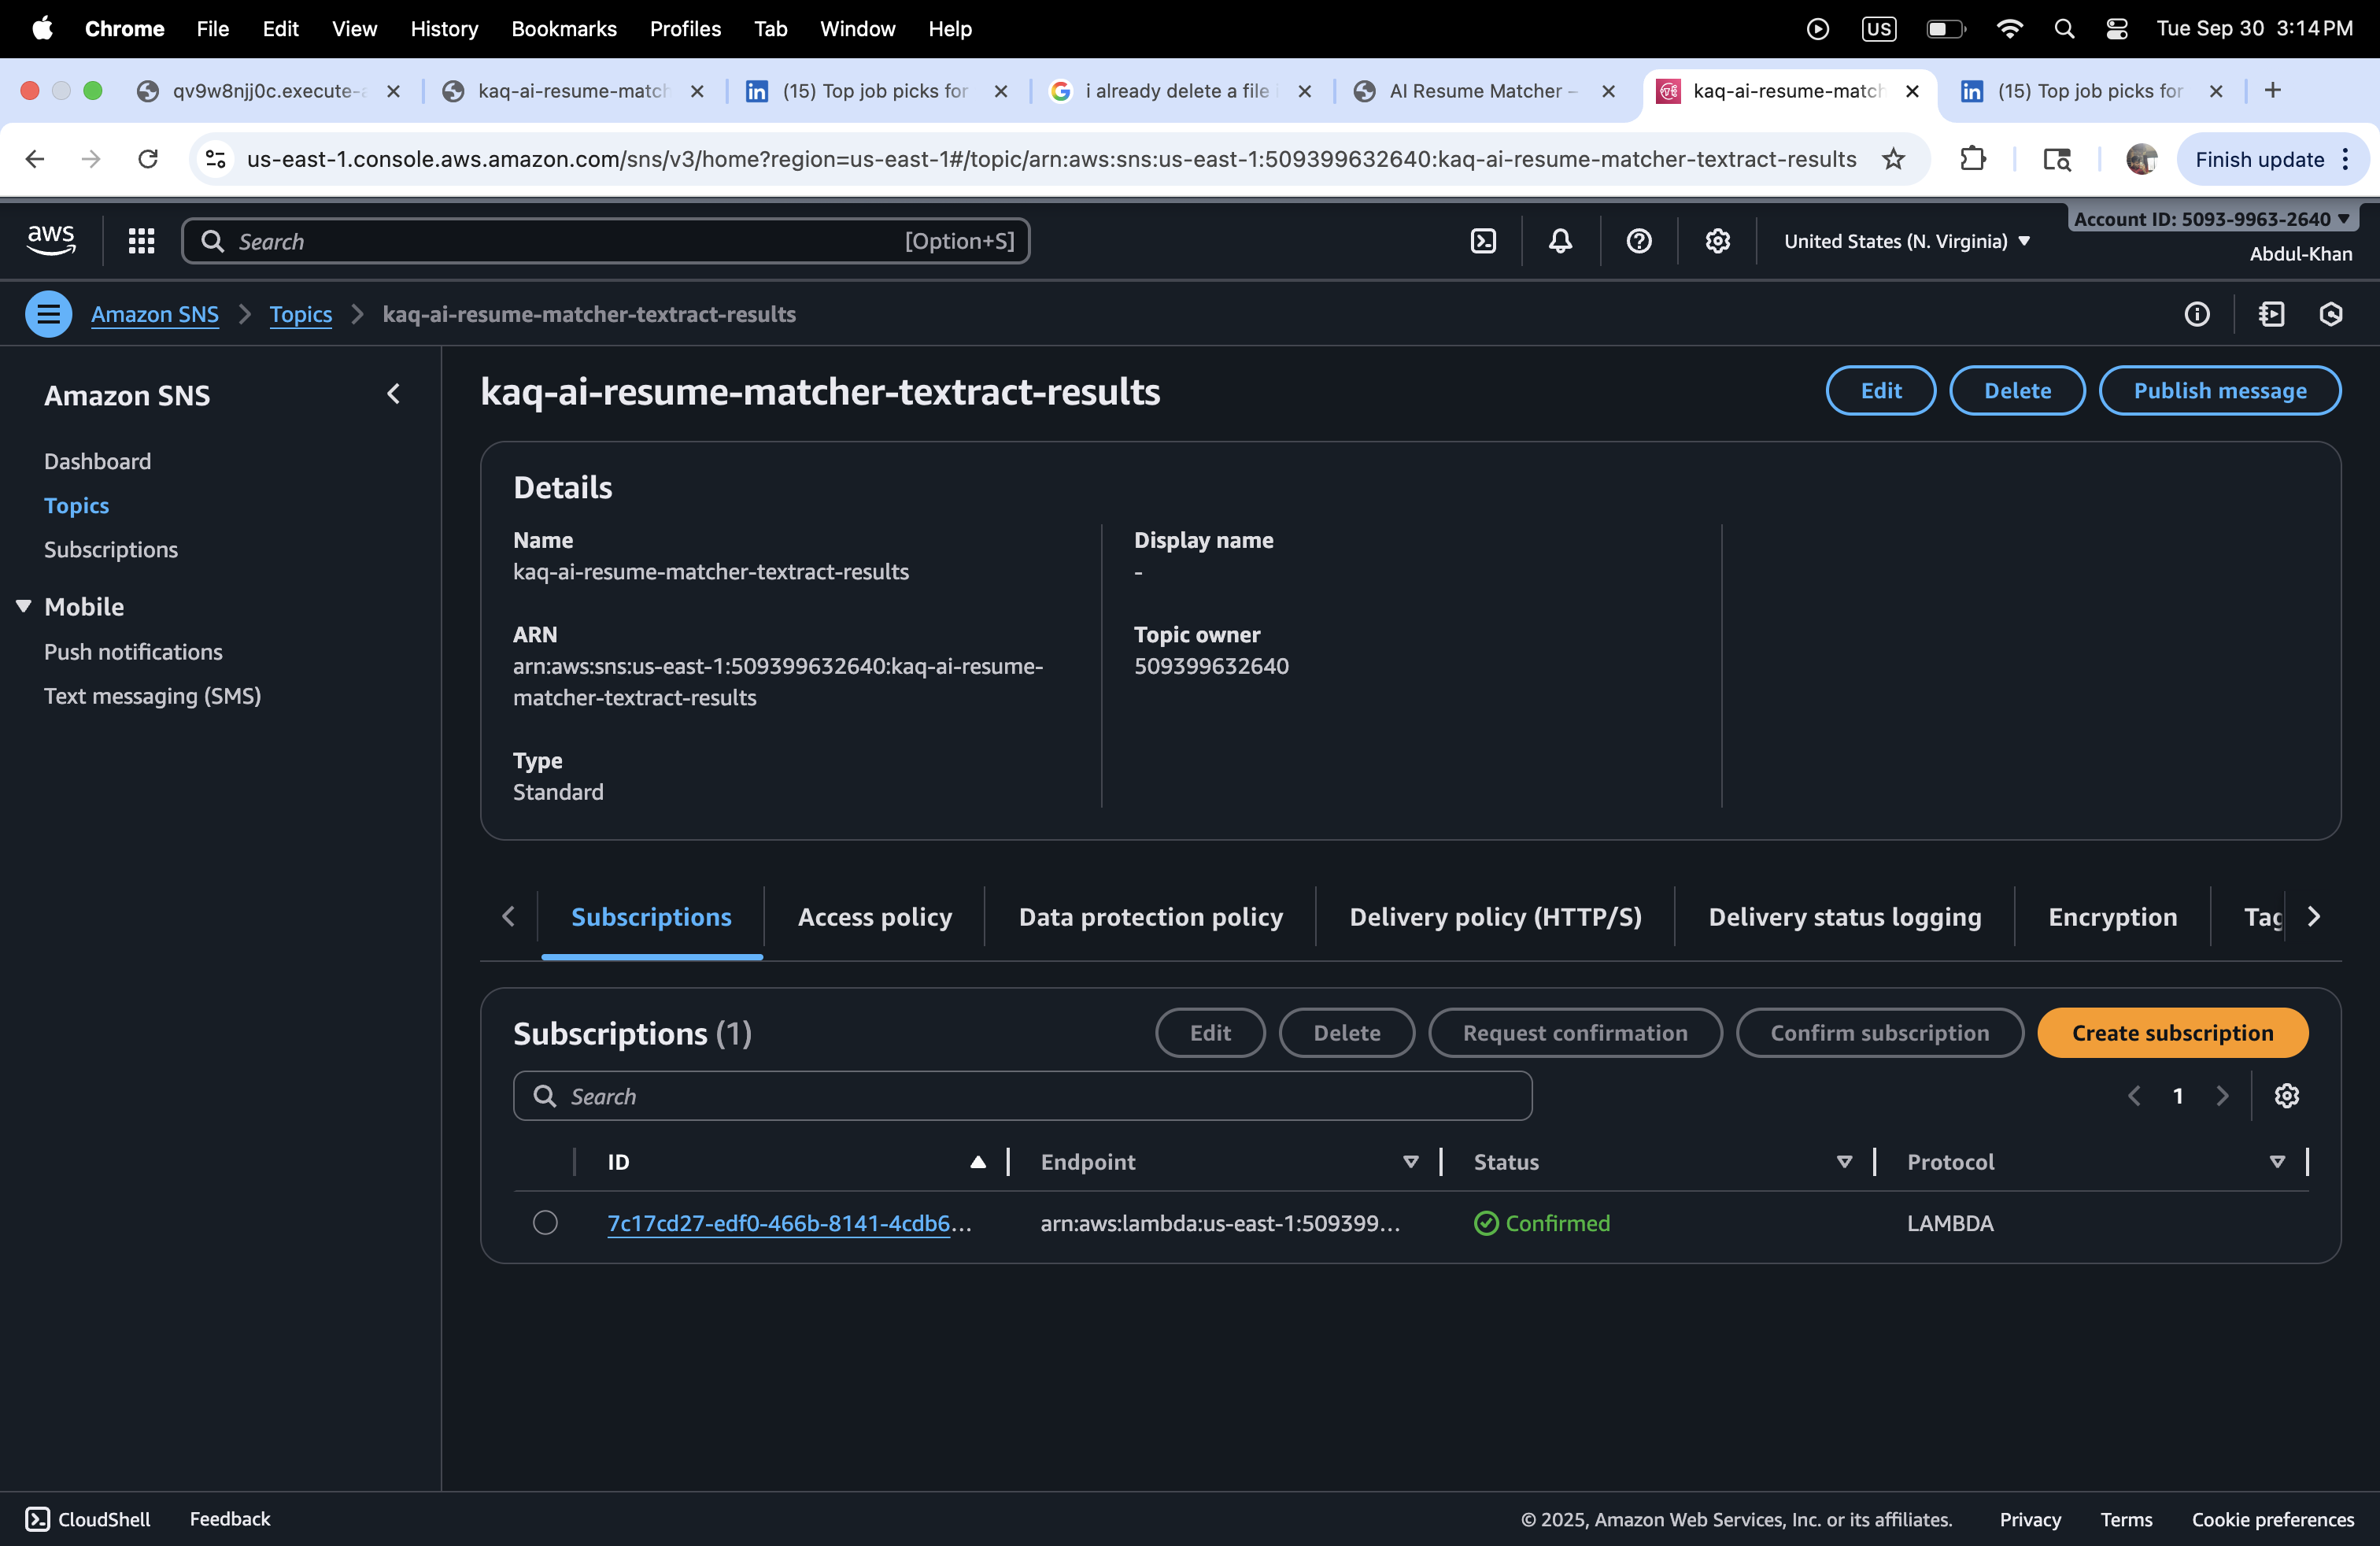 Chrome File Edit View History Bookmarks Profiles Tab Window Help US Tue Sep 30 3:14 PM
qv9w8njj0c.execute- kaq-ai-resume-match (15) Top job picks for i already delete a file AI Resume Matcher – kaq-ai-resume-match (15) Top job picks for
us-east-1.console.aws.amazon.com/sns/v3/home?region=us-east-1#/topic/arn:aws:sns:us-east-1:509399632640:kaq-ai-resume-matcher-textract-results Finish update
aws Search [Option+S] United States (N. Virginia) Account ID: 5093-9963-2640
Abdul-Khan
Amazon SNS Topics kaq-ai-resume-matcher-textract-results
Amazon SNS
Dashboard
Topics
Subscriptions
Mobile
Push notifications
Text messaging (SMS)
kaq-ai-resume-matcher-textract-results Edit Delete Publish message
Details
Name
kaq-ai-resume-matcher-textract-results
ARN
arn:aws:sns:us-east-1:509399632640:kaq-ai-resume-
matcher-textract-results
Type
Standard
Display name
-
Topic owner
509399632640
Subscriptions Access policy Data protection policy Delivery policy (HTTP/S) Delivery status logging Encryption Tag
Subscriptions (1) Edit Delete Request confirmation Confirm subscription Create subscription
Search 1
ID Endpoint Status Protocol
7c17cd27-edf0-466b-8141-4cdb6... arn:aws:lambda:us-east-1:509399... Confirmed LAMBDA
CloudShell Feedback © 2025, Amazon Web Services, Inc. or its affiliates. Privacy Terms Cookie preferences